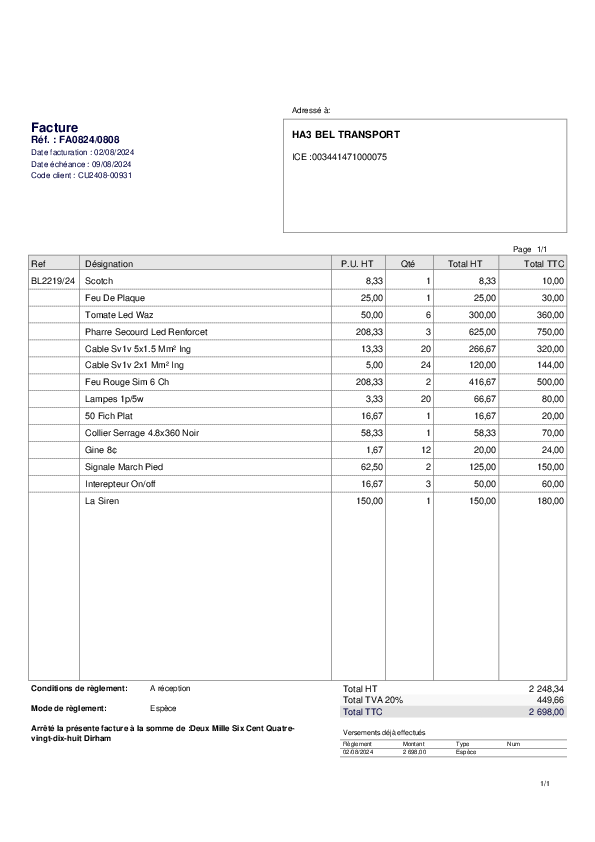 Adressé à:
Facture
Réf. : FA0824/0808
Date facturation : 02/08/2024
Date échéance : 09/08/2024
Code client : CU2408-00931
HA3 BEL TRANSPORT
ICE :003441471000075
Page 1/1
Ref Désignation P.U. HT Qté Total HT Total TTC
BL2219/24 Scotch 8,33 1 8,33 10,00
Feu De Plaque 25,00 1 25,00 30,00
Tomate Led Waz 50,00 6 300,00 360,00
Pharre Secourd Led Renforcet 208,33 3 625,00 750,00
Cable Sv1v 5x1.5 Mm² Ing 13,33 20 266,67 320,00
Cable Sv1v 2x1 Mm² Ing 5,00 24 120,00 144,00
Feu Rouge Sim 6 Ch 208,33 2 416,67 500,00
Lampes 1p/5w 3,33 20 66,67 80,00
50 Fich Plat 16,67 1 16,67 20,00
Collier Serrage 4.8x360 Noir 58,33 1 58,33 70,00
Gine 8¢ 1,67 12 20,00 24,00
Signale March Pied 62,50 2 125,00 150,00
Interepteur On/off 16,67 3 50,00 60,00
La Siren 150,00 1 150,00 180,00
Conditions de règlement: A réception
Mode de règlement: Espèce
Arrêté la présente facture à la somme de :Deux Mille Six Cent Quatre-
vingt-dix-huit Dirham
Total HT 2 248,34
Total TVA 20% 449,66
Total TTC 2 698,00
Versements déjà effectués
Règlement Montant Type Num
02/08/2024 2 698,00 Espèce
1/1